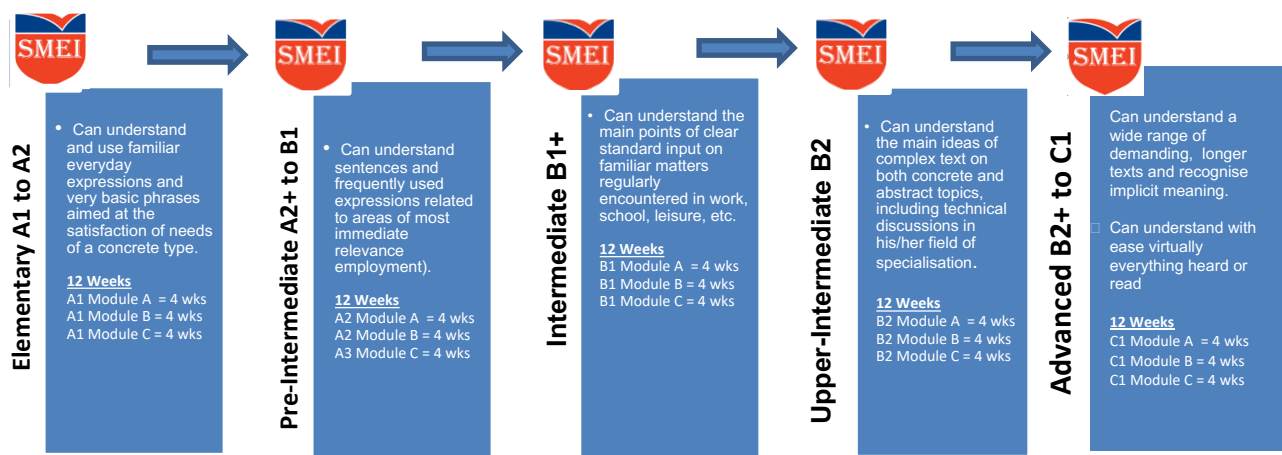 SMEI
SMEI
SMEI
SMEI
SMEI
Elementary A1 to A2
• Can understand
and use familiar
everyday
expressions and
very basic phrases
aimed at the
satisfaction of needs
of a concrete type.
12 Weeks
A1 Module A = 4 wks
A1 Module B = 4 wks
A1 Module C = 4 wks
Pre-Intermediate A2+ to B1
• Can understand
sentences and
frequently used
expressions related
to areas of most
immediate
relevance
employment).
12 Weeks
A2 Module A = 4 wks
A2 Module B = 4 wks
A3 Module C = 4 wks
Intermediate B1+
• Can understand the
main points of clear
standard input on
familiar matters
regularly
encountered in work,
school, leisure, etc.
12 Weeks
B1 Module A = 4 wks
B1 Module B = 4 wks
B1 Module C = 4 wks
Upper-Intermediate B2
• Can understand
the main ideas of
complex text on
both concrete and
abstract topics,
including technical
discussions in
his/her field of
specialisation.
12 Weeks
B2 Module A = 4 wks
B2 Module B = 4 wks
B2 Module C = 4 wks
Advanced B2+ to C1
Can understand a
wide range of
demanding, longer
texts and recognise
implicit meaning.
Can understand with
ease virtually
everything heard or
read
12 Weeks
C1 Module A = 4 wks
C1 Module B = 4 wks
C1 Module C = 4 wks